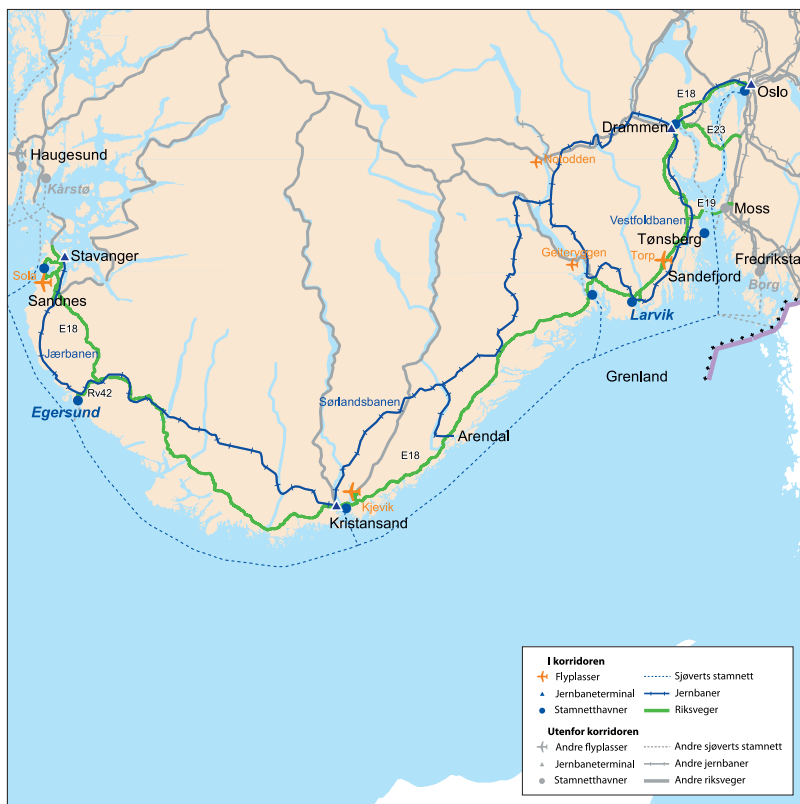 E18
Oslo
Drammen
E23
Haugesund
Notodden
Kårstø
E19
Moss
Vestfoldbanen
Tønsberg
Stavanger
Geiteryggen
Torp
Fredriksta
Sola
Sandefjord
Borg
Sandnes
Larvik
E18
Jærbanen
Grenland
Rv42
Sørlandsbanen
Egersund
Arendal
E18
Kjevik
Kristansand
I korridoren
Flyplasser
Sjøverts stamnett
Jernbaneterminal
Jernbaner
Stamnetthavner
Riksveger
Utenfor korridoren
Andre flyplasser
Andre sjøverts stamnett
Jernbaneterminal
Andre jernbaner
Stamnetthavner
Andre riksveger